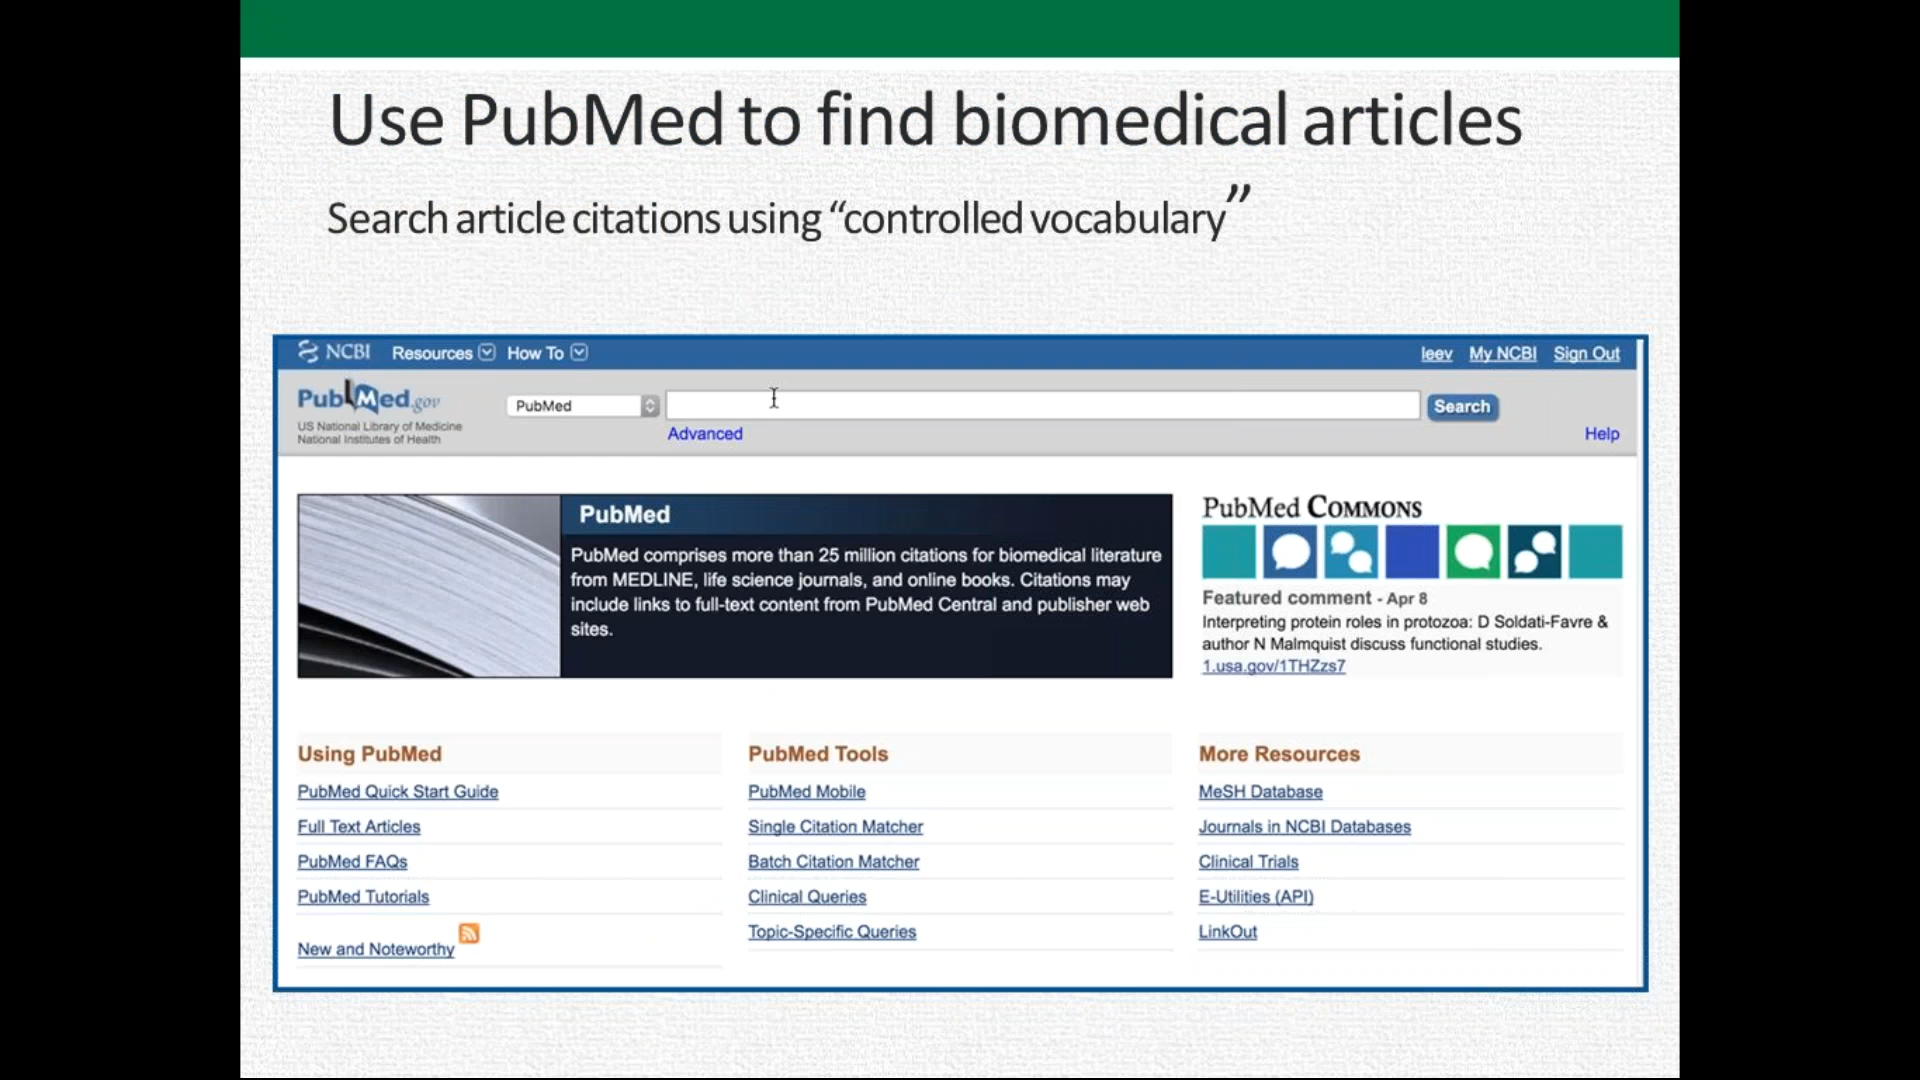 Use PubMed to find biomedical articles
Search article citations using “controlled vocabulary”
NCBI Resources How To leev My NCBI Sign Out
PubMed.gov
US National Library of Medicine
National Institutes of Health
PubMed
Search
Advanced
Help
PubMed
PubMed comprises more than 25 million citations for biomedical literature
from MEDLINE, life science journals, and online books. Citations may
include links to full-text content from PubMed Central and publisher web
sites.
PubMed COMMONS
Featured comment - Apr 8
Interpreting protein roles in protozoa: D Soldati-Favre &
author N Malmquist discuss functional studies.
1.usa.gov/1THZzs7
Using PubMed
PubMed Quick Start Guide
Full Text Articles
PubMed FAQs
PubMed Tutorials
New and Noteworthy
PubMed Tools
PubMed Mobile
Single Citation Matcher
Batch Citation Matcher
Clinical Queries
Topic-Specific Queries
More Resources
MeSH Database
Journals in NCBI Databases
Clinical Trials
E-Utilities (API)
LinkOut